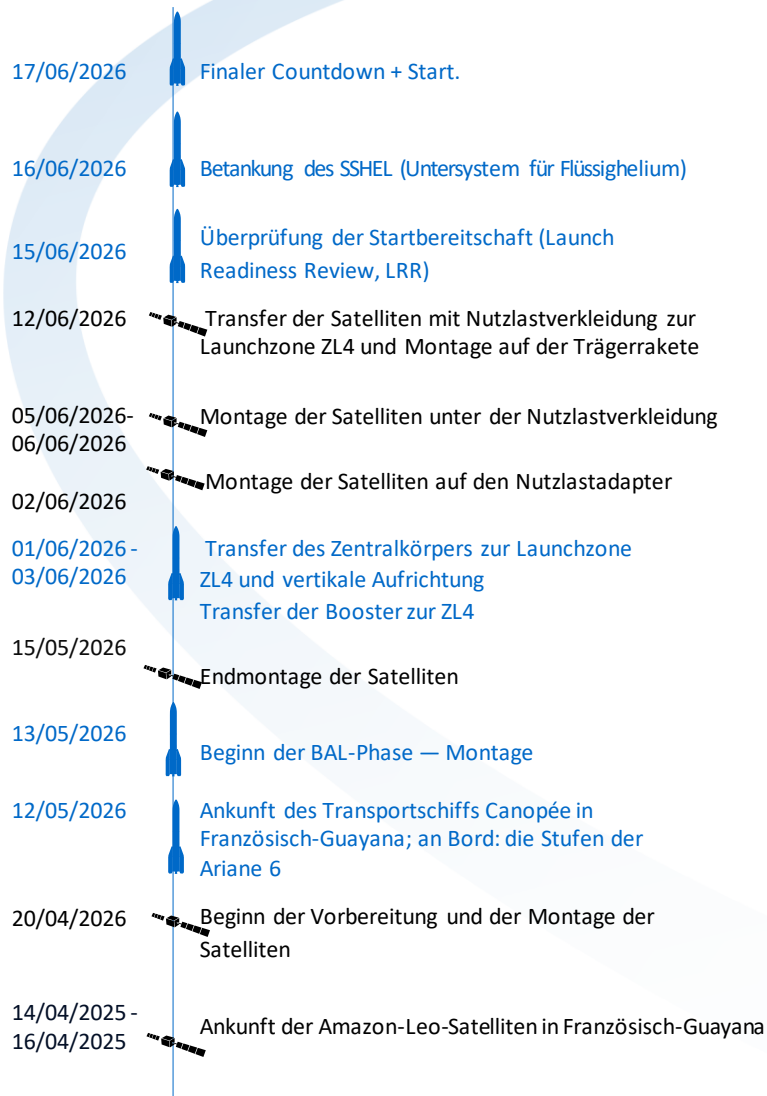 17/06/2026 Finaler Countdown + Start.
16/06/2026 Betankung des SSHEL (Untersystem für Flüssighelium)
15/06/2026 Überprüfung der Startbereitschaft (Launch
Readiness Review, LRR)
12/06/2026 Transfer der Satelliten mit Nutzlastverkleidung zur
Launchzone ZL4 und Montage auf der Trägerrakete
05/06/2026- Montage der Satelliten unter der Nutzlastverkleidung
06/06/2026
Montage der Satelliten auf den Nutzlastadapter
02/06/2026
01/06/2026 - Transfer des Zentralkörpers zur Launchzone
03/06/2026 ZL4 und vertikale Aufrichtung
Transfer der Booster zur ZL4
15/05/2026
Endmontage der Satelliten
13/05/2026
Beginn der BAL-Phase — Montage
12/05/2026 Ankunft des Transportschiffs Canopée in
Französisch-Guayana; an Bord: die Stufen der
Ariane 6
20/04/2026 Beginn der Vorbereitung und der Montage der
Satelliten
14/04/2025 -
16/04/2025 Ankunft der Amazon-Leo-Satelliten in Französisch-Guayana